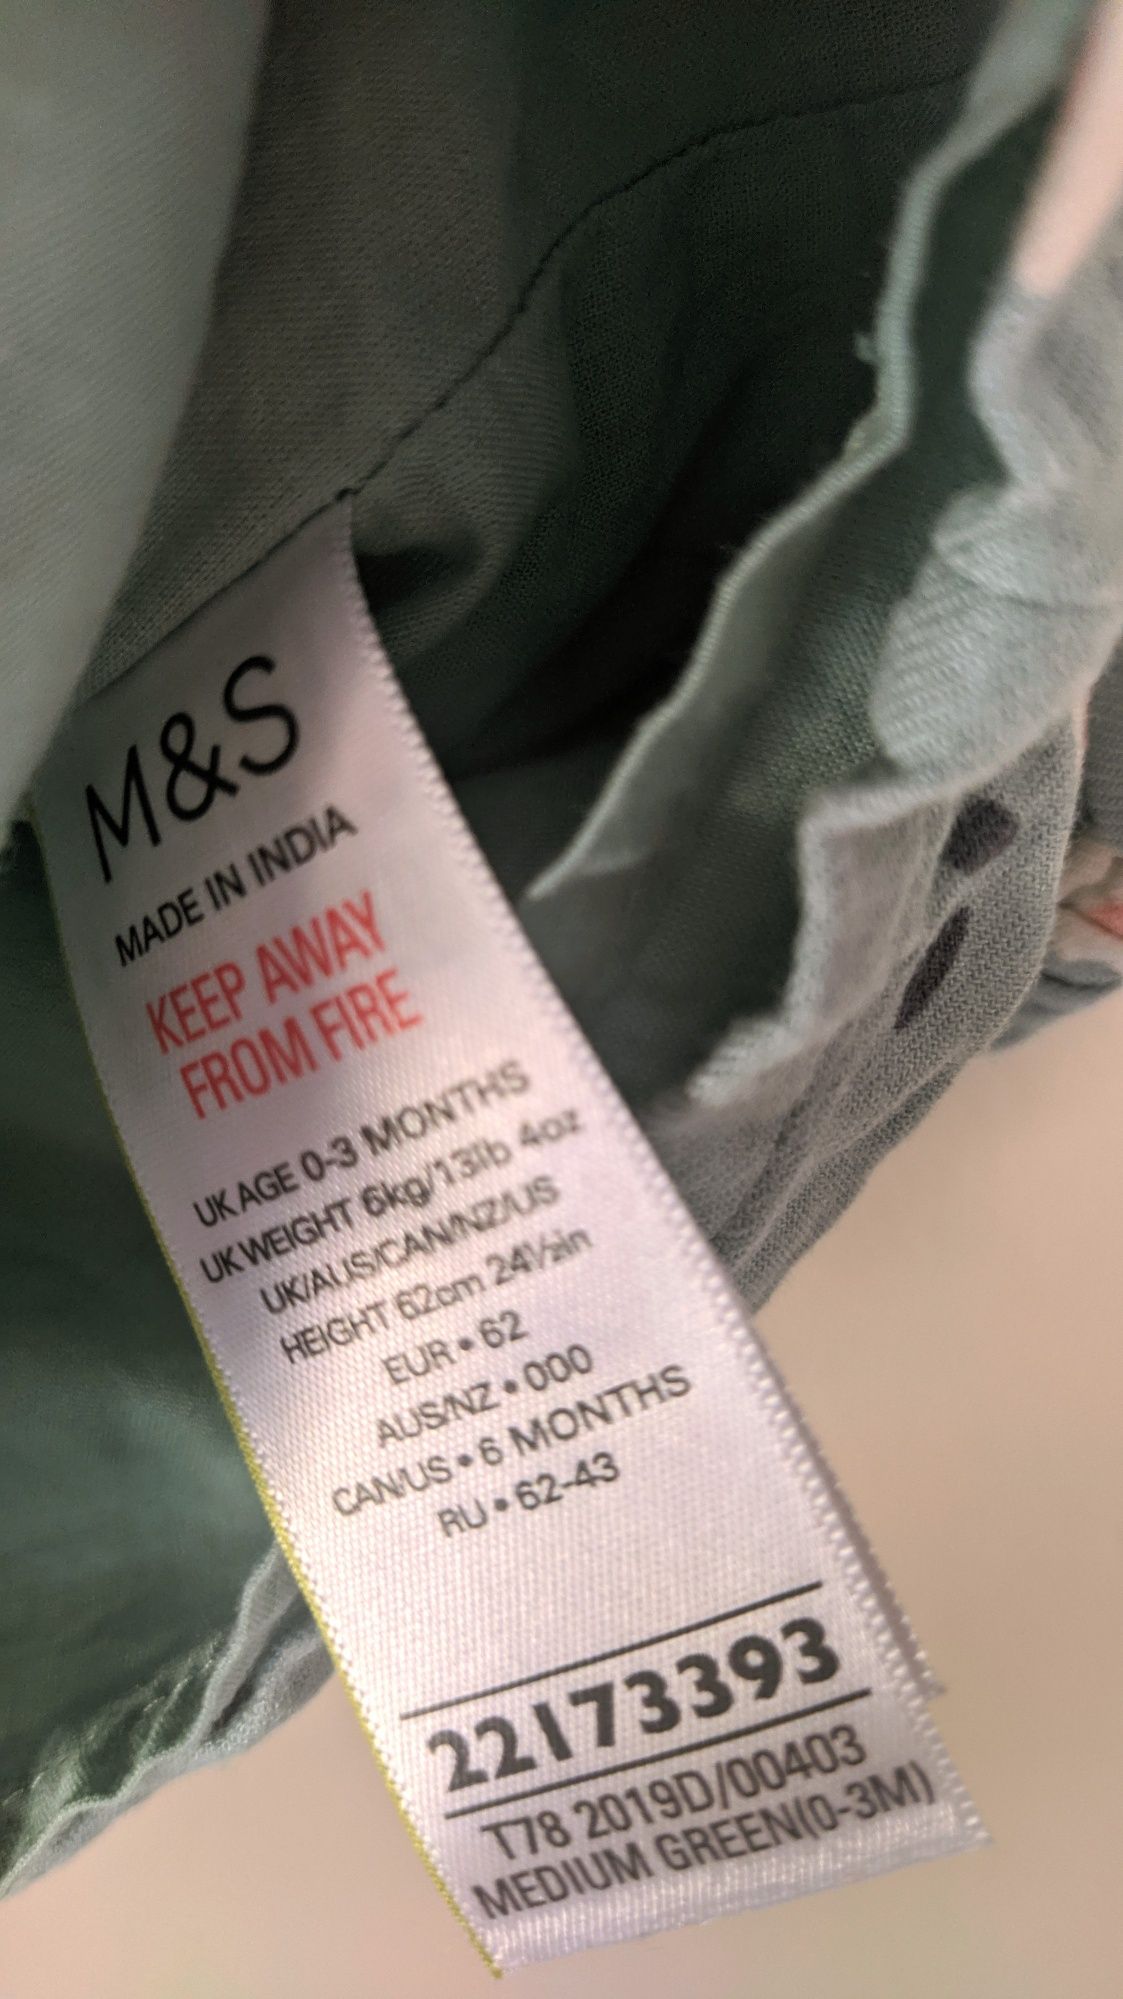 M&S
MADE IN INDIA
KEEP AWAY
FROM FIRE
UK AGE 0-3 MONTHS
UK WEIGHT 6kg/13lb 4oz
UK/AUS/CAN/NZ/US
HEIGHT 62cm 24½in
EUR • 62
AUS/NZ • 000
CAN/US • 6 MONTHS
RU • 62-43
22173393
T78 2019D/00403
MEDIUM GREEN(0-3M)